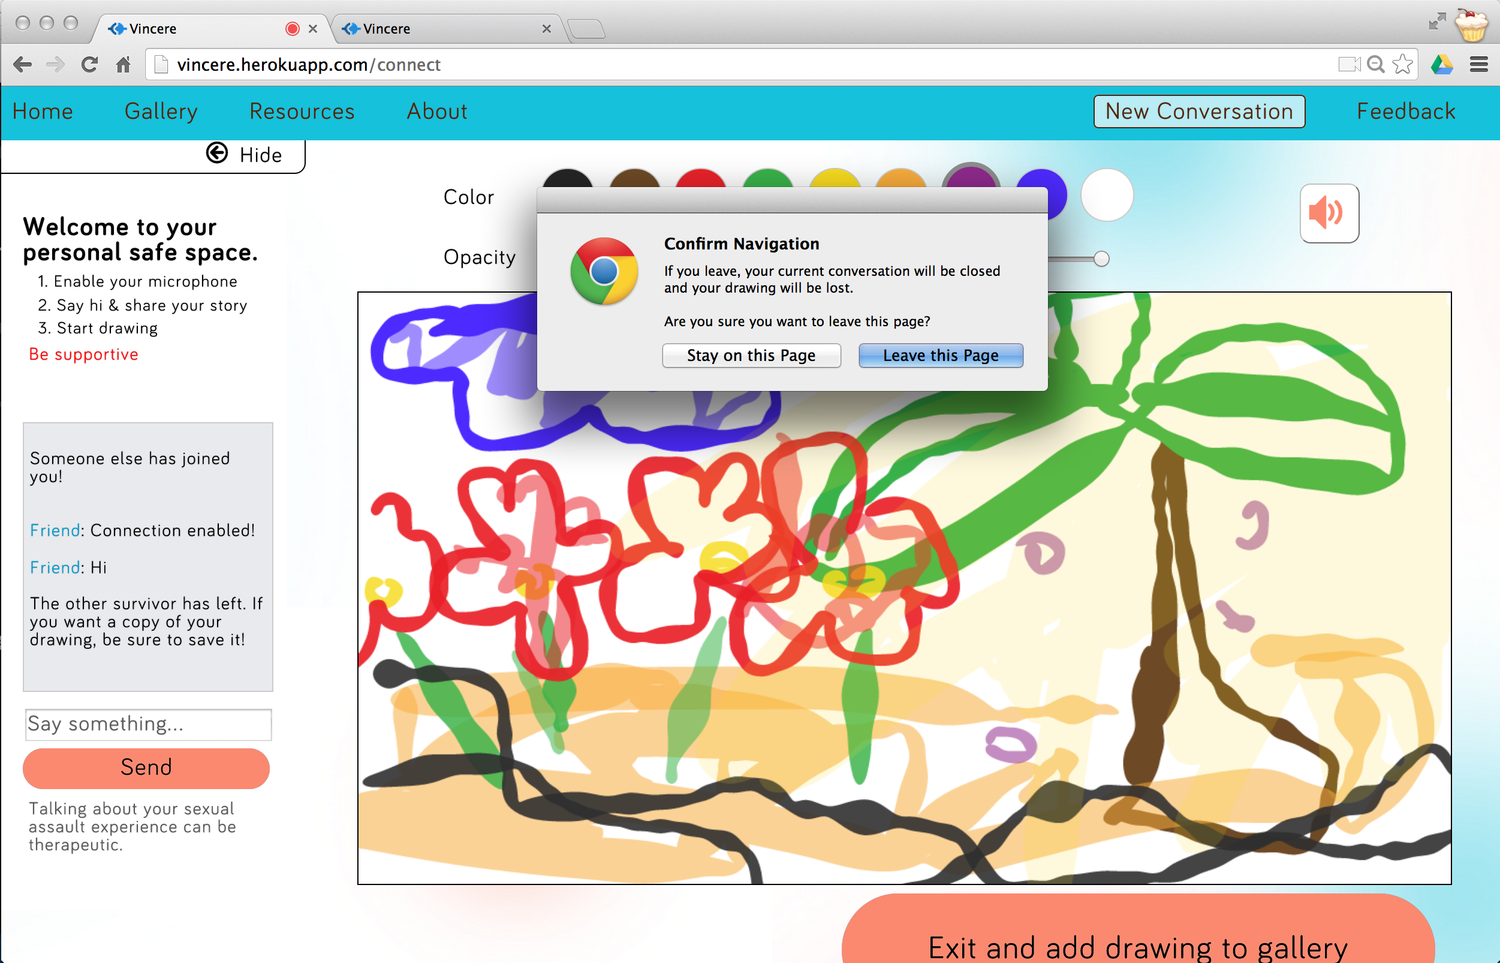 Vincere
Vincere
vincere.herokuapp.com/connect
Home Gallery Resources About New Conversation Feedback
Hide
Welcome to your
personal safe space.
1. Enable your microphone
2. Say hi & share your story
3. Start drawing
Be supportive
Someone else has joined
you!
Friend: Connection enabled!
Friend: Hi
The other survivor has left. If
you want a copy of your
drawing, be sure to save it!
Say something...
Send
Talking about your sexual
assault experience can be
therapeutic.
Color
Opacity
Confirm Navigation
If you leave, your current conversation will be closed
and your drawing will be lost.
Are you sure you want to leave this page?
Stay on this Page Leave this Page
Exit and add drawing to gallery